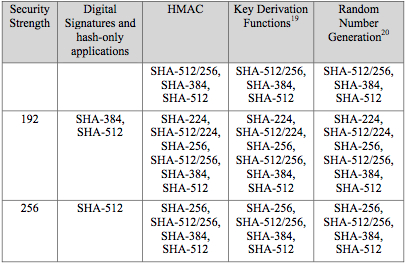 Security Strength
Digital Signatures and hash-only applications
HMAC
Key Derivation Functions19
Random Number Generation20
SHA-512/256,
SHA-384,
SHA-512
SHA-512/256,
SHA-384,
SHA-512
SHA-512/256,
SHA-384,
SHA-512
192
SHA-384,
SHA-512
SHA-224,
SHA-512/224,
SHA-256,
SHA-512/256,
SHA-384,
SHA-512
SHA-224,
SHA-512/224,
SHA-256,
SHA-512/256,
SHA-384,
SHA-512
SHA-224,
SHA-512/224,
SHA-256,
SHA-512/256,
SHA-384,
SHA-512
256
SHA-512
SHA-256,
SHA-512/256,
SHA-384,
SHA-512
SHA-256,
SHA-512/256,
SHA-384,
SHA-512
SHA-256,
SHA-512/256,
SHA-384,
SHA-512